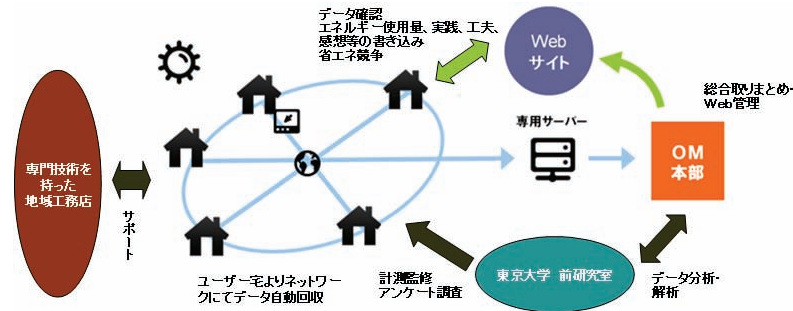 データ確認
エネルギー使用量、実践、工夫、
感想等の書き込み
省エネ競争
Web
サイト
総合取りまとめ・
Web管理
専用サーバー
OM
本部
専門技術を
持った
地域工務店
サポート
ユーザー宅よりネットワー
クにてデータ自動回収
計測監修
アンケート調査
東京大学 前研究室
データ分析・
解析